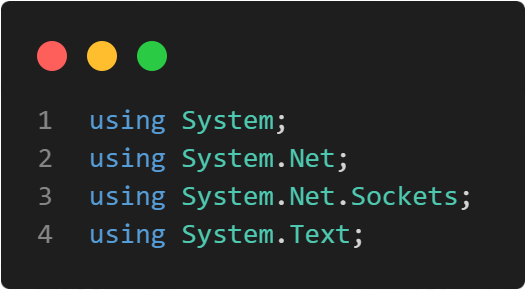 1 using System;
2 using System.Net;
3 using System.Net.Sockets;
4 using System.Text;